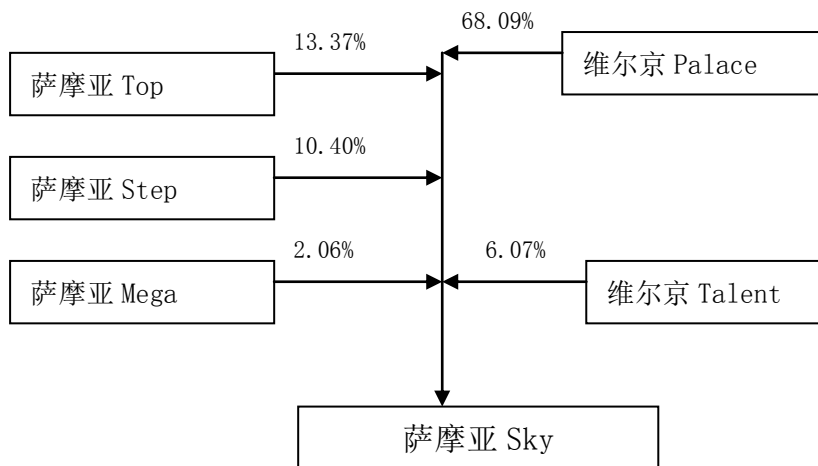 13.37%
68.09%
萨摩亚 Top
维尔京 Palace
10.40%
萨摩亚 Step
2.06%
6.07%
萨摩亚 Mega
维尔京 Talent
萨摩亚 Sky